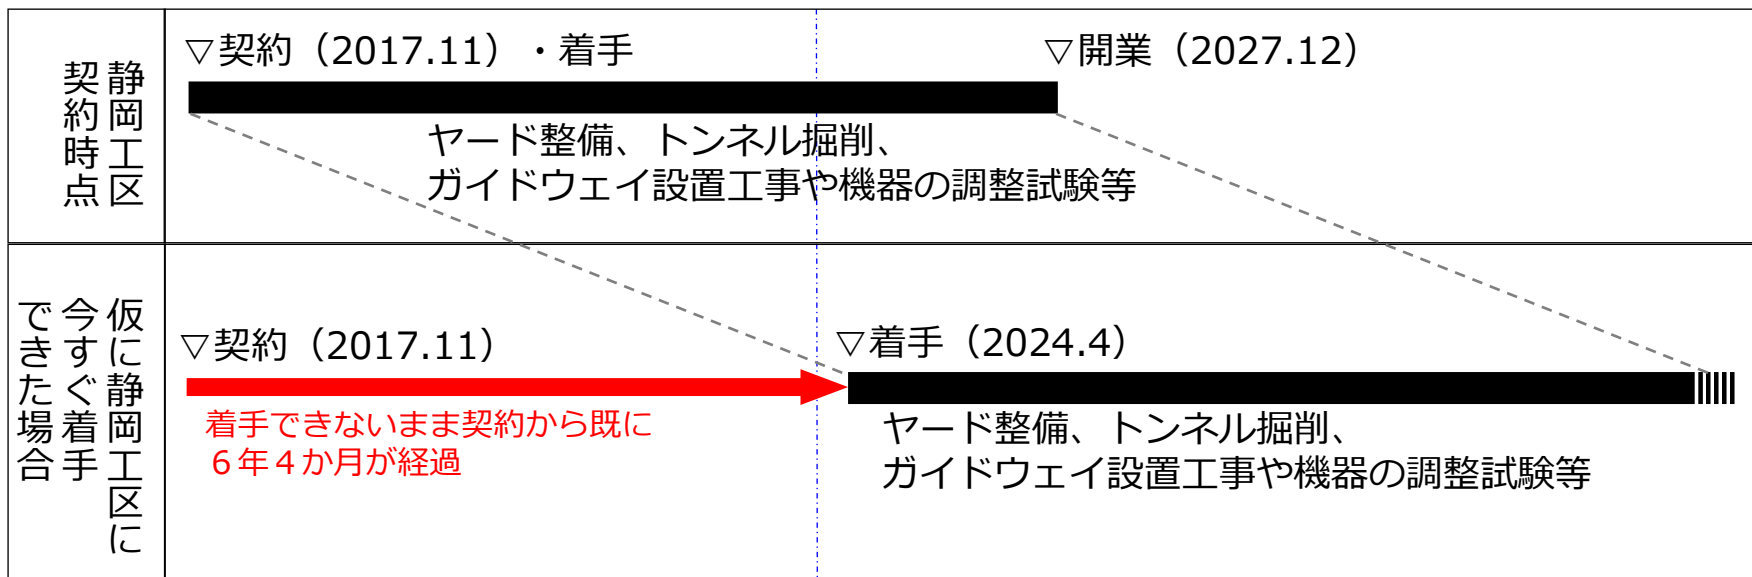 静岡工区
契約時点
▽契約（2017.11）・着手
▽開業（2027.12）
ヤード整備、トンネル掘削、
ガイドウェイ設置工事や機器の調整試験等
仮に静岡工区に
今すぐ着手
できた場合
▽契約（2017.11）
▽着手（2024.4）
着手できないまま契約から既に
６年４か月が経過
ヤード整備、トンネル掘削、
ガイドウェイ設置工事や機器の調整試験等